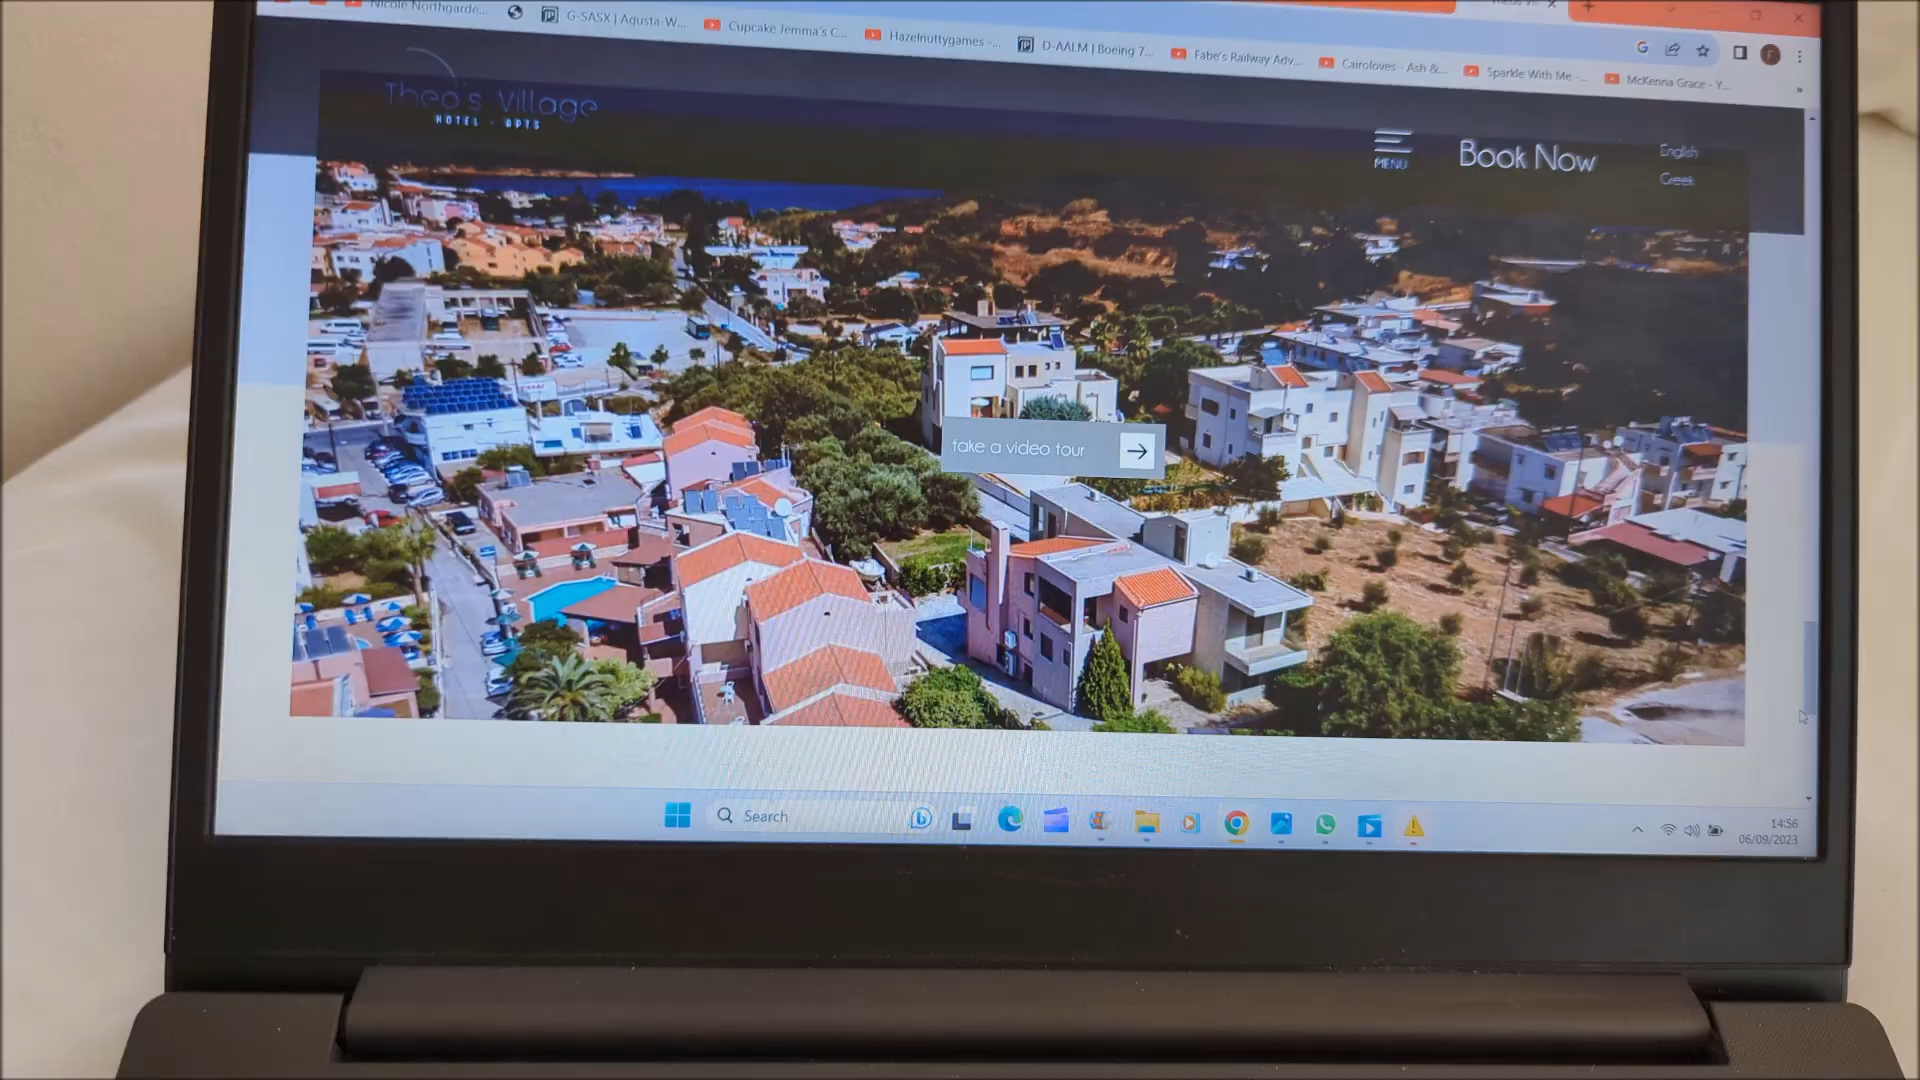 Nicole Northgarde...
G-SASX | Agusta-W...
Cupcake Jemma's C...
Hazelnuttygames -...
D-AALM | Boeing 7...
Fabe's Railway Adv...
Cairoloves - Ash &...
Sparkle With Me -...
McKenna Grace - Y...
Theo's Village
HOTEL - APTS
MENU
Book Now
English
Greek
take a video tour
Search
14:56
06/09/2023